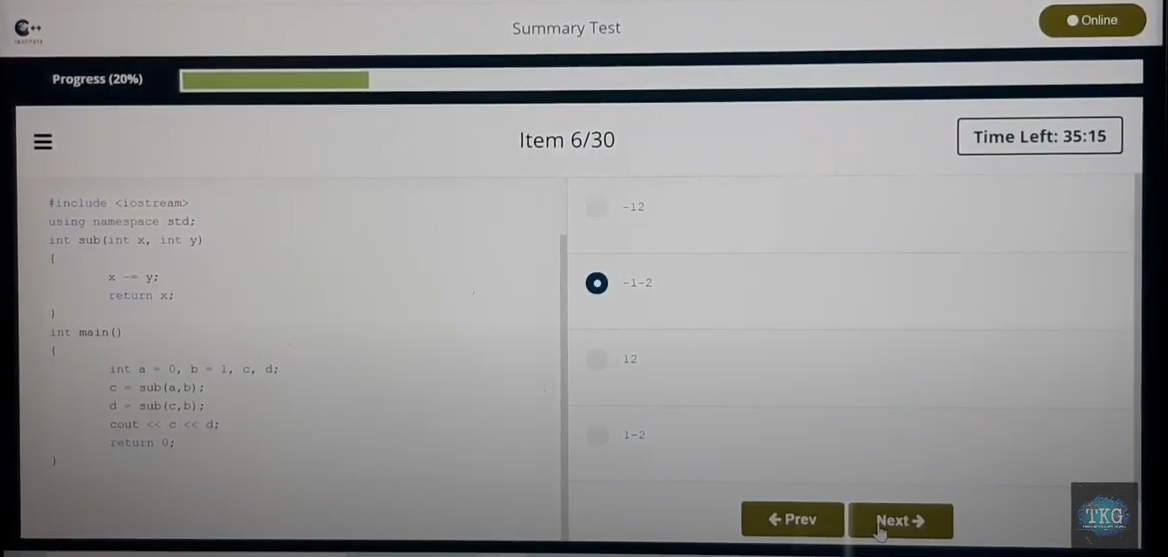 C++
Institute
Summary Test
Online
Progress (20%)
Item 6/30
Time Left: 35:15
#include <iostream>
using namespace std;
int sub(int x, int y)
{
x -= y;
return x;
}
int main()
{
int a = 0, b = 1, c, d;
c = sub(a,b);
d = sub(c,b);
cout << c << d;
return 0;
}
-12
-1-2
12
1-2
← Prev
Next →
TKG